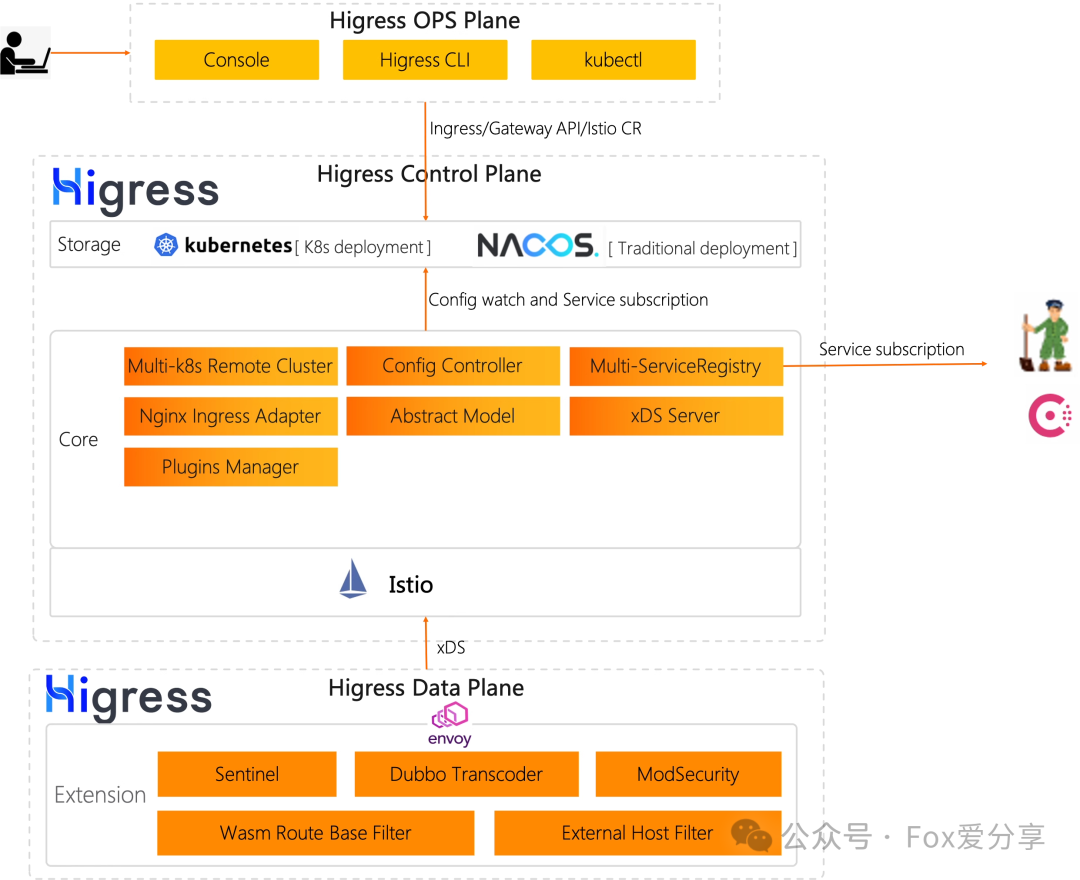 Higress OPS Plane
Console
Higress CLI
kubectl
Ingress/Gateway API/Istio CR
Higress
Higress Control Plane
Storage
kubernetes [ K8s deployment ]
NACOS. [ Traditional deployment ]
Config watch and Service subscription
Multi-k8s Remote Cluster
Config Controller
Multi-ServiceRegistry
Service subscription
Nginx Ingress Adapter
Abstract Model
xDS Server
Core
Plugins Manager
Istio
xDS
Higress
Higress Data Plane
envoy
Extension
Sentinel
Dubbo Transcoder
ModSecurity
Wasm Route Base Filter
External Host Filter
公众号 · Fox爱分享